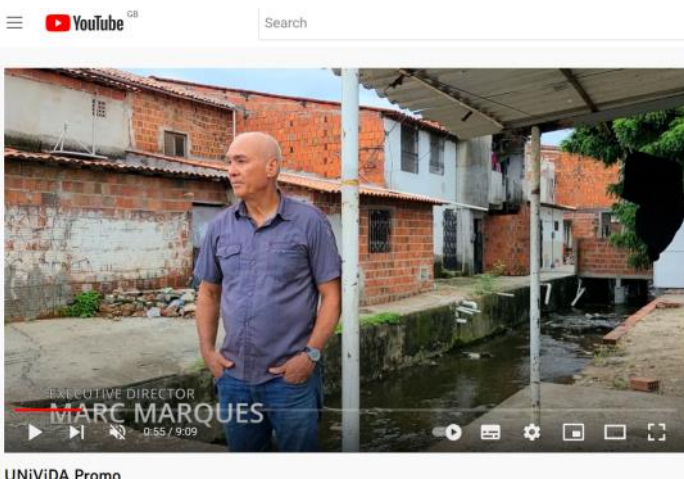 YouTube GB
Search
EXECUTIVE DIRECTOR
MARC MARQUES
0:55 / 9:09
UNiViDA Promo